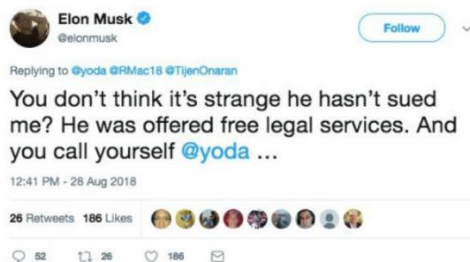 Elon Musk
@elonmusk
Follow
Replying to @yoda @RMac18 @TijenOnaran
You don't think it's strange he hasn't sued
me? He was offered free legal services. And
you call yourself @yoda ...
12:41 PM - 28 Aug 2018
26 Retweets 186 Likes
52 26 186